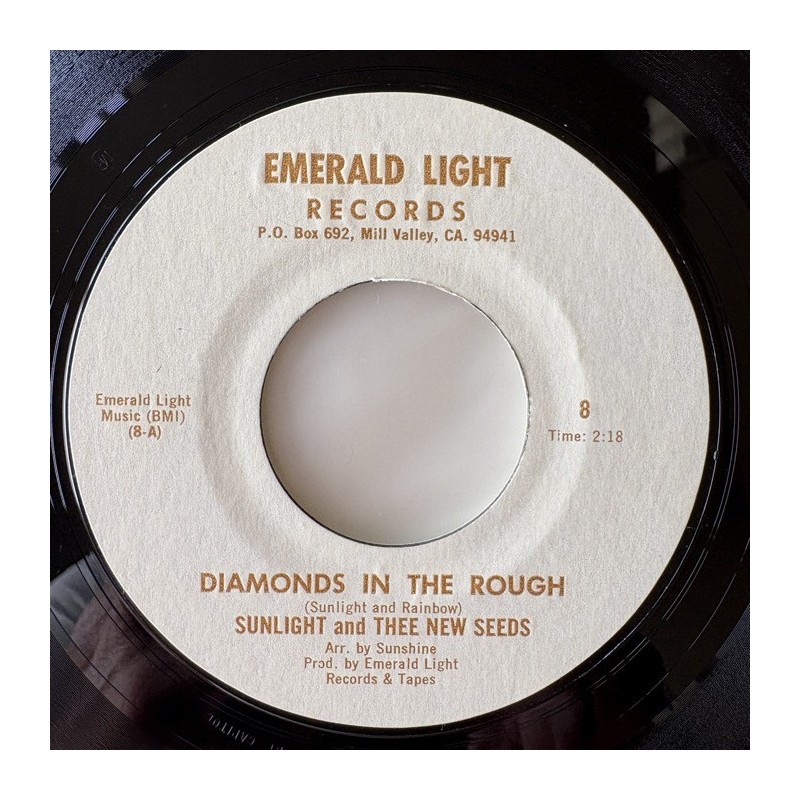 EMERALD LIGHT
RECORDS
P.O. Box 692, Mill Valley, CA. 94941
Emerald Light
Music (BMI)
(8-A)
8
Time: 2:18
DIAMONDS IN THE ROUGH
(Sunlight and Rainbow)
SUNLIGHT and THEE NEW SEEDS
Arr. by Sunshine
Prod. by Emerald Light
Records & Tapes
CAPITOL